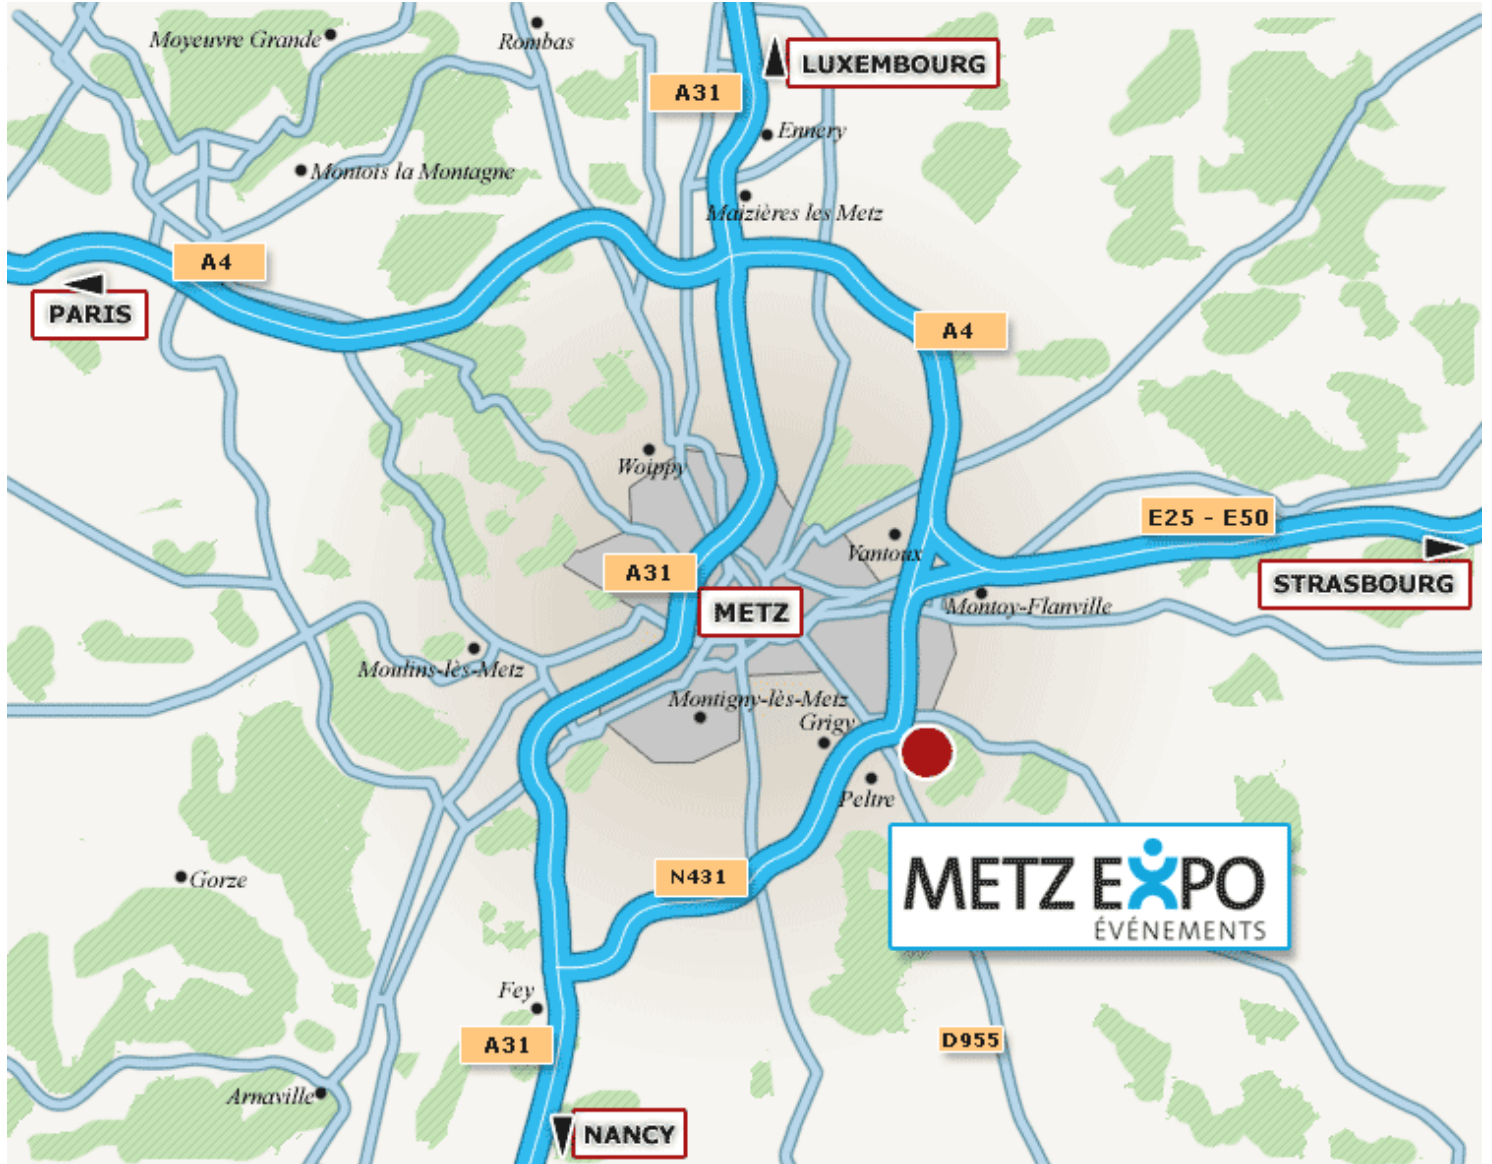 Moyeuvre Grande
Rombas
LUXEMBOURG
A31
Ennery
Montois la Montagne
Maizières les Metz
A4
PARIS
A4
Woippy
E25 - E50
Vantoux
A31
STRASBOURG
METZ
Montoy-Flanville
Moulins-lès-Metz
Montigny-lès-Metz
Grigy
Peltre
N431
Gorze
METZ EXPO
ÉVÉNEMENTS
Fey
A31
D955
Arnaville
NANCY